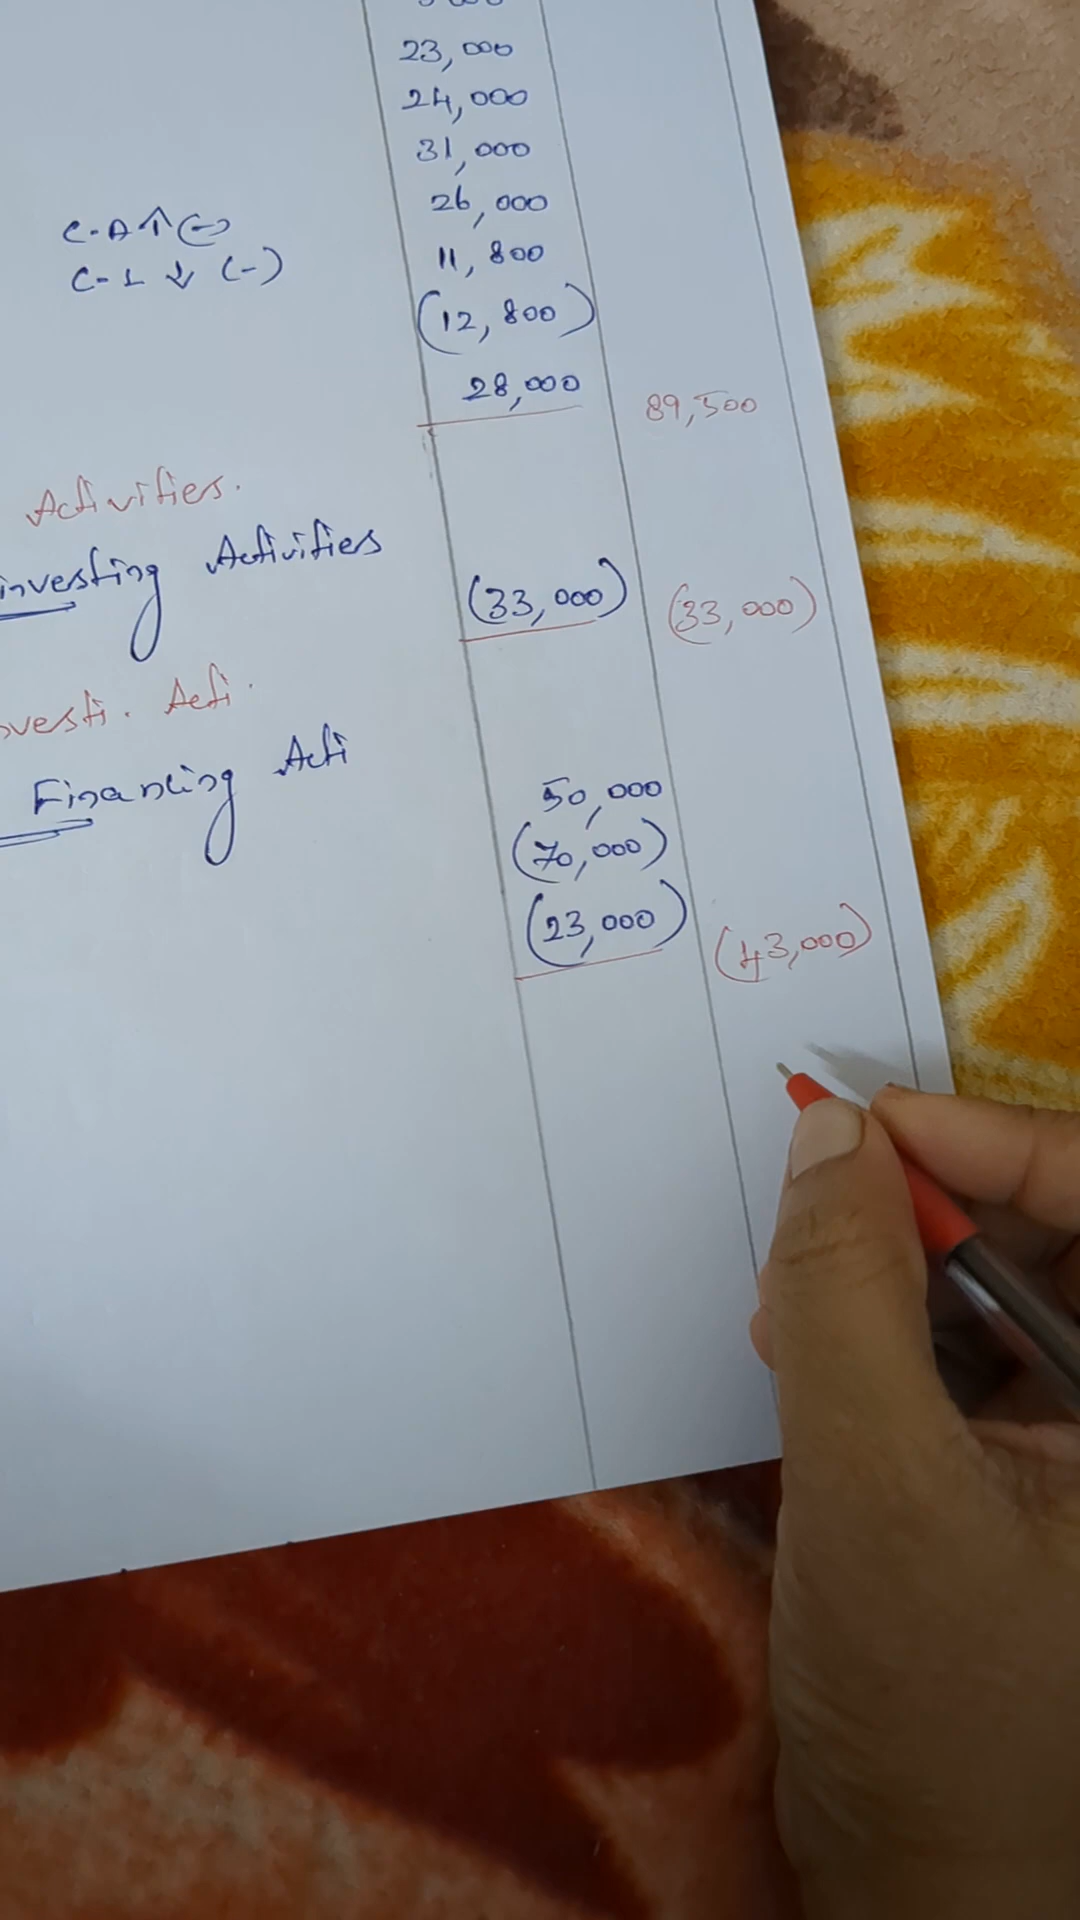 23,000
24,000
31,000
C.A↑(-) 26,000
C-L ↓ (-) 11,800
(12,800)
28,000 89,500
Activities.
investing Activities
(33,000) (33,000)
Acti.
Financing Acti
50,000
(70,000)
(23,000) (43,000)